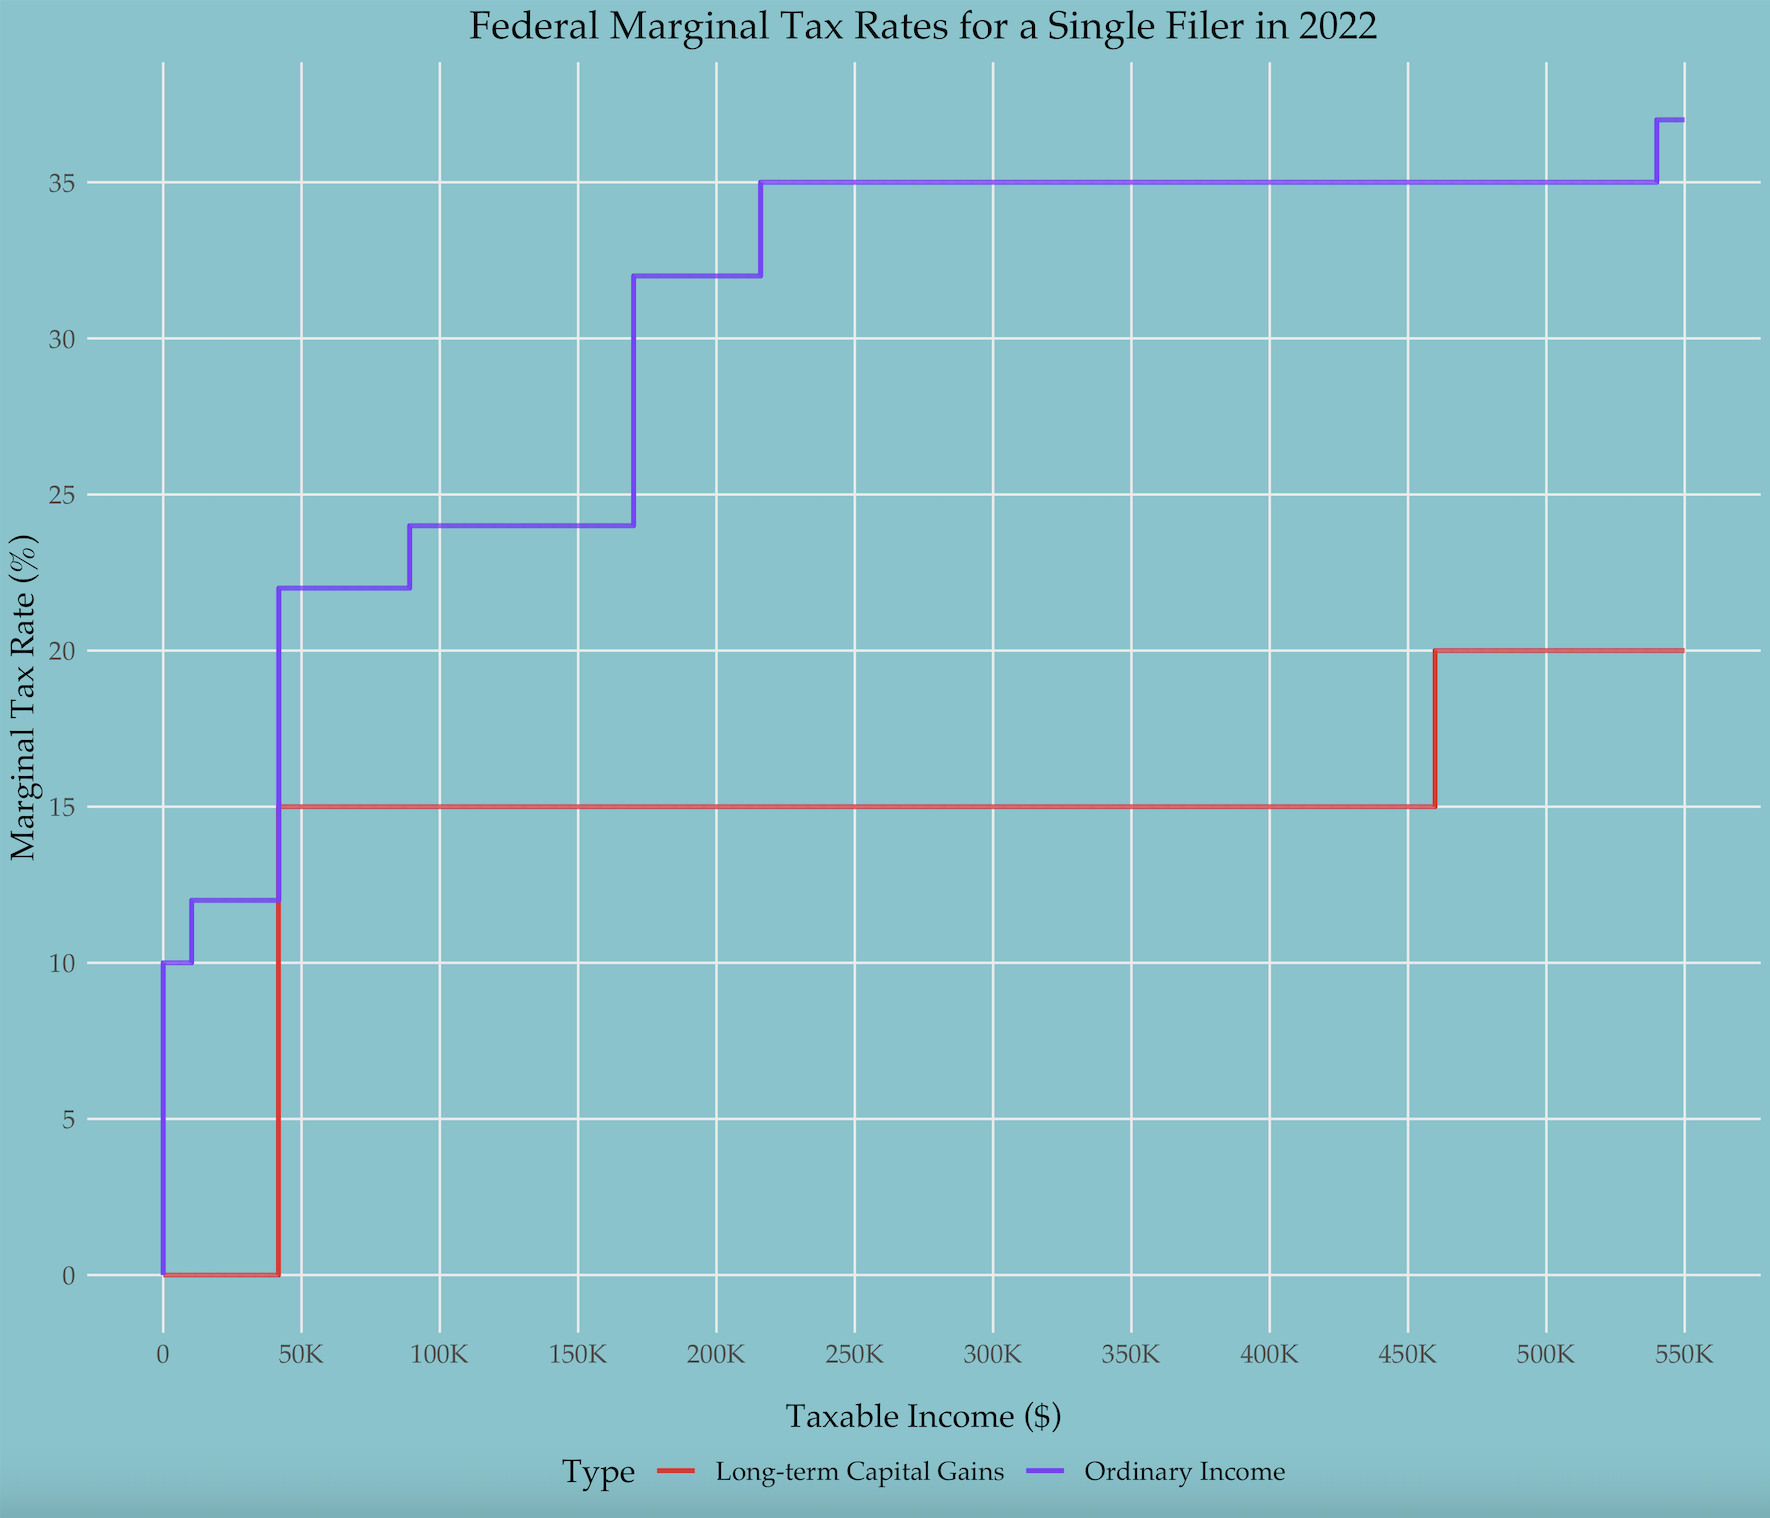 Federal Marginal Tax Rates for a Single Filer in 2022
Marginal Tax Rate (%)
35
30
25
20
15
10
5
0
0 50K 100K 150K 200K 250K 300K 350K 400K 450K 500K 550K
Taxable Income ($)
Type Long-term Capital Gains Ordinary Income